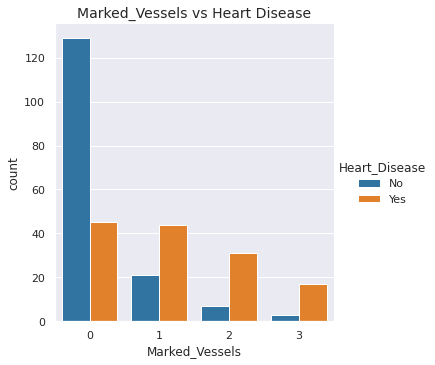 Marked_Vessels vs Heart Disease
120
100
80
60
40
20
0
count
0 1 2 3
Marked_Vessels
Heart_Disease
No
Yes